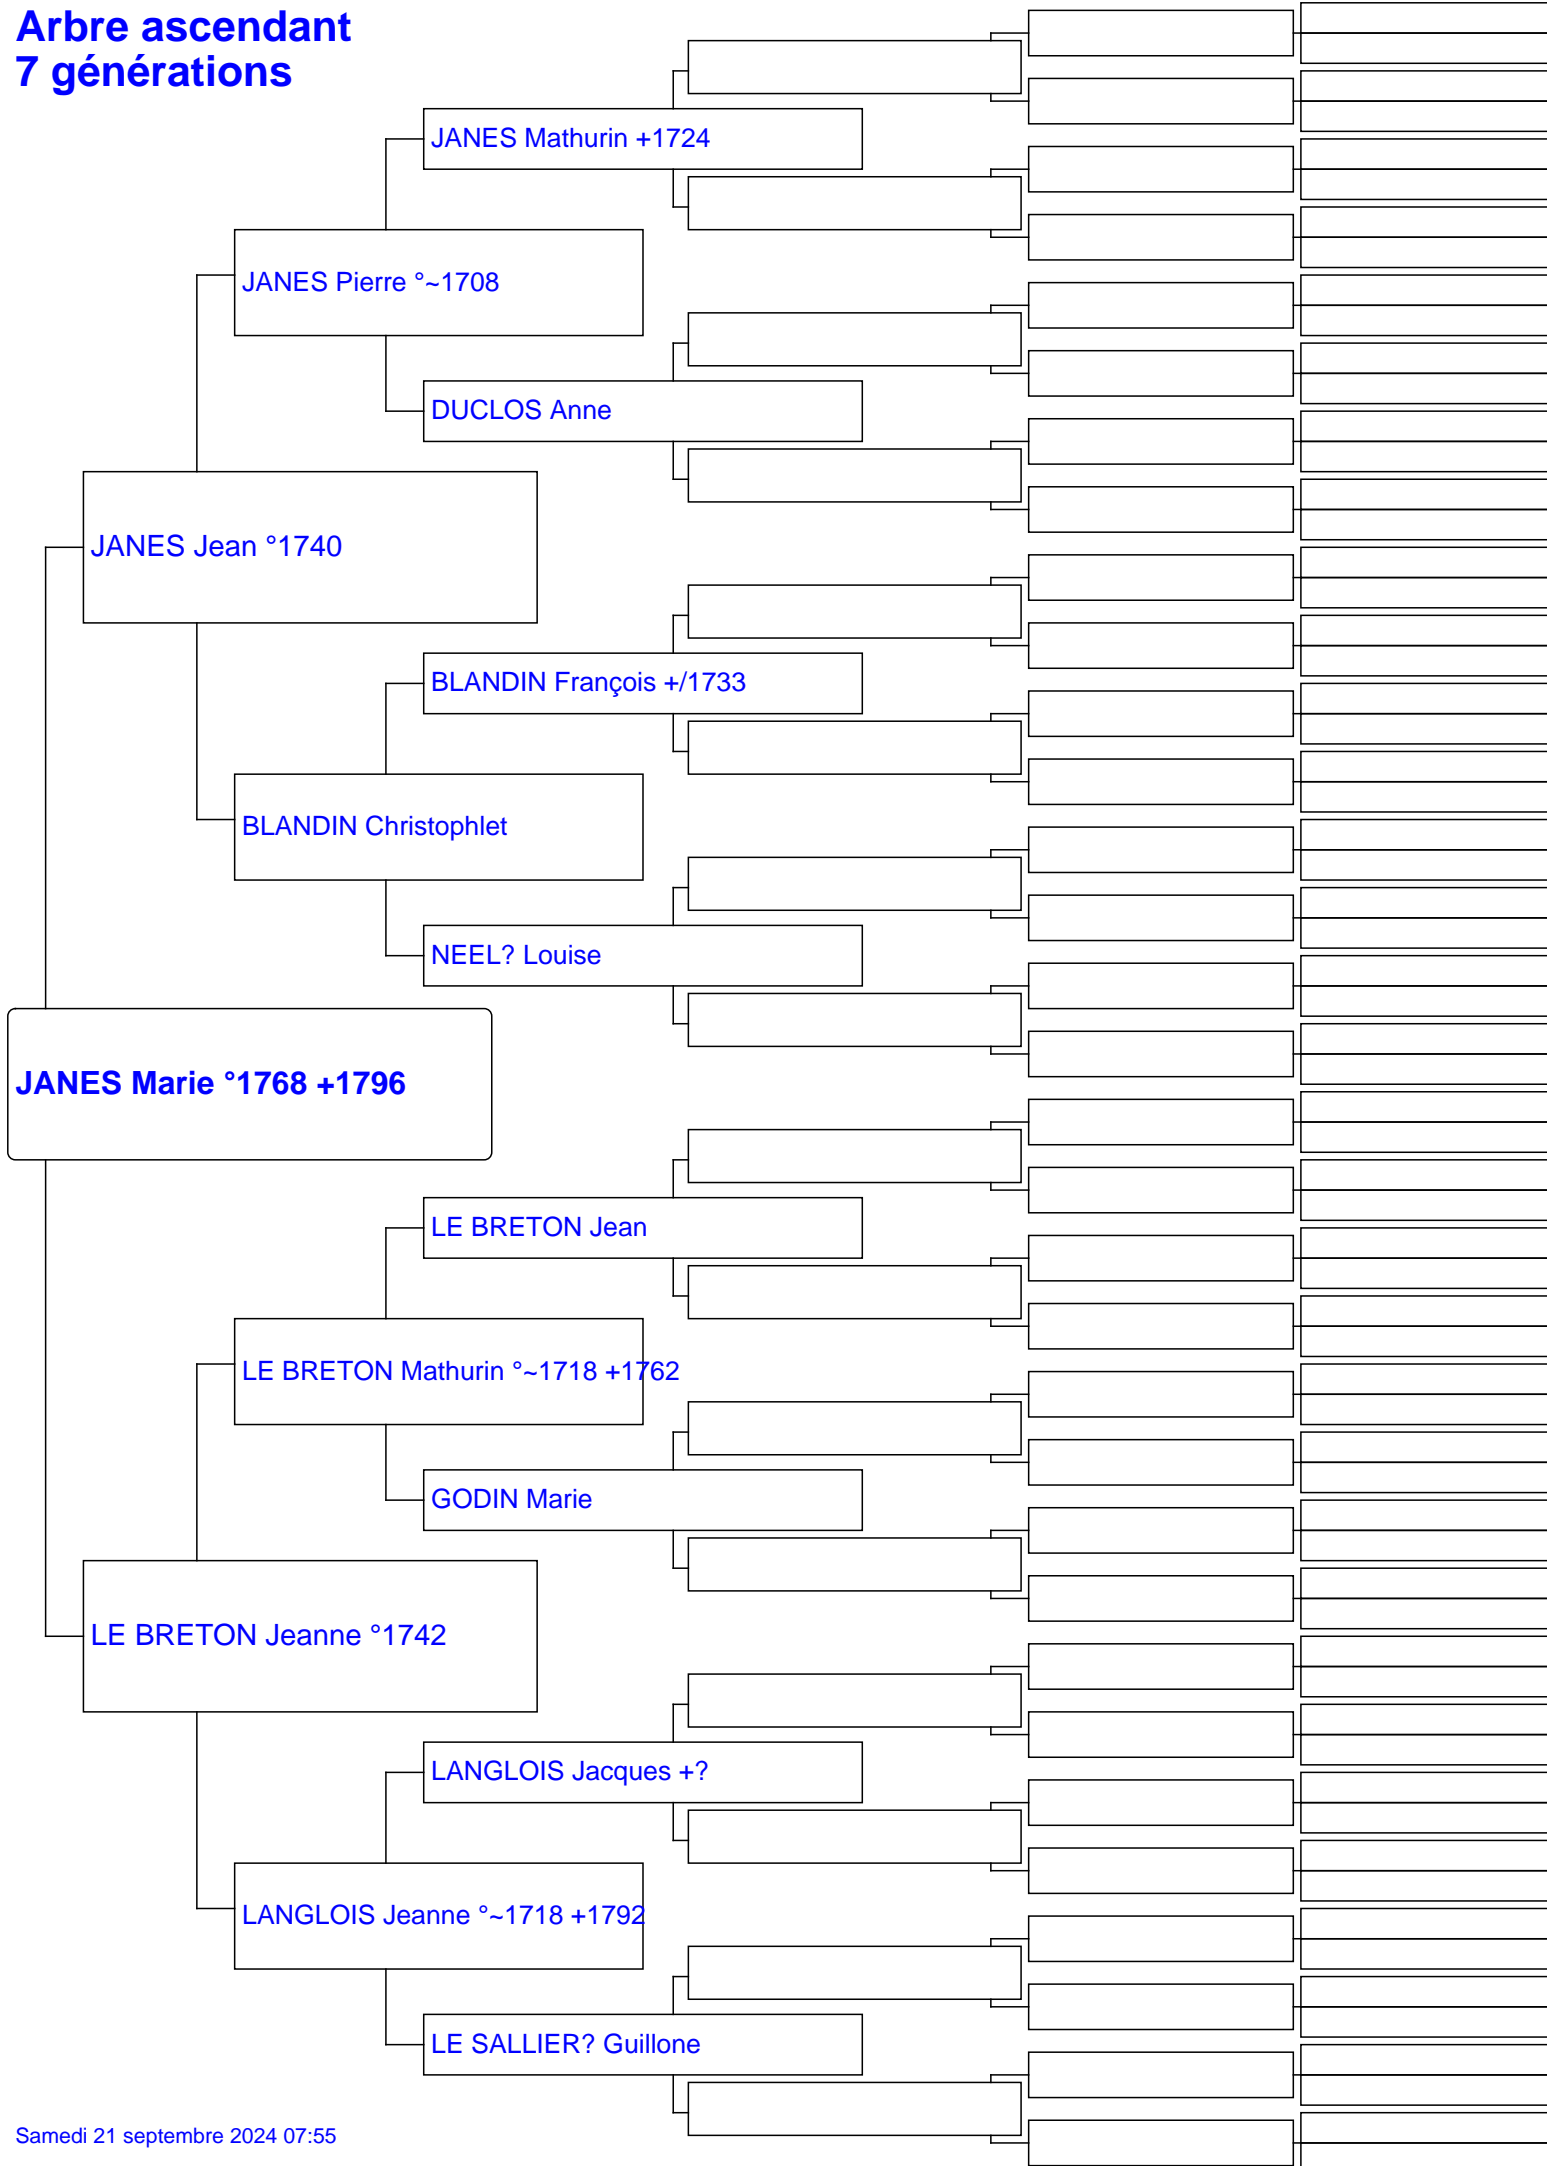 Arbre ascendant
7 générations
JANES Mathurin +1724
JANES Pierre °~1708
DUCLOS Anne
JANES Jean °1740
BLANDIN François +/1733
BLANDIN Christophlet
NEEL? Louise
JANES Marie °1768 +1796
LE BRETON Jean
LE BRETON Mathurin °~1718 +1762
GODIN Marie
LE BRETON Jeanne °1742
LANGLOIS Jacques +?
LANGLOIS Jeanne °~1718 +1792
LE SALLIER? Guillone
Samedi 21 septembre 2024 07:55